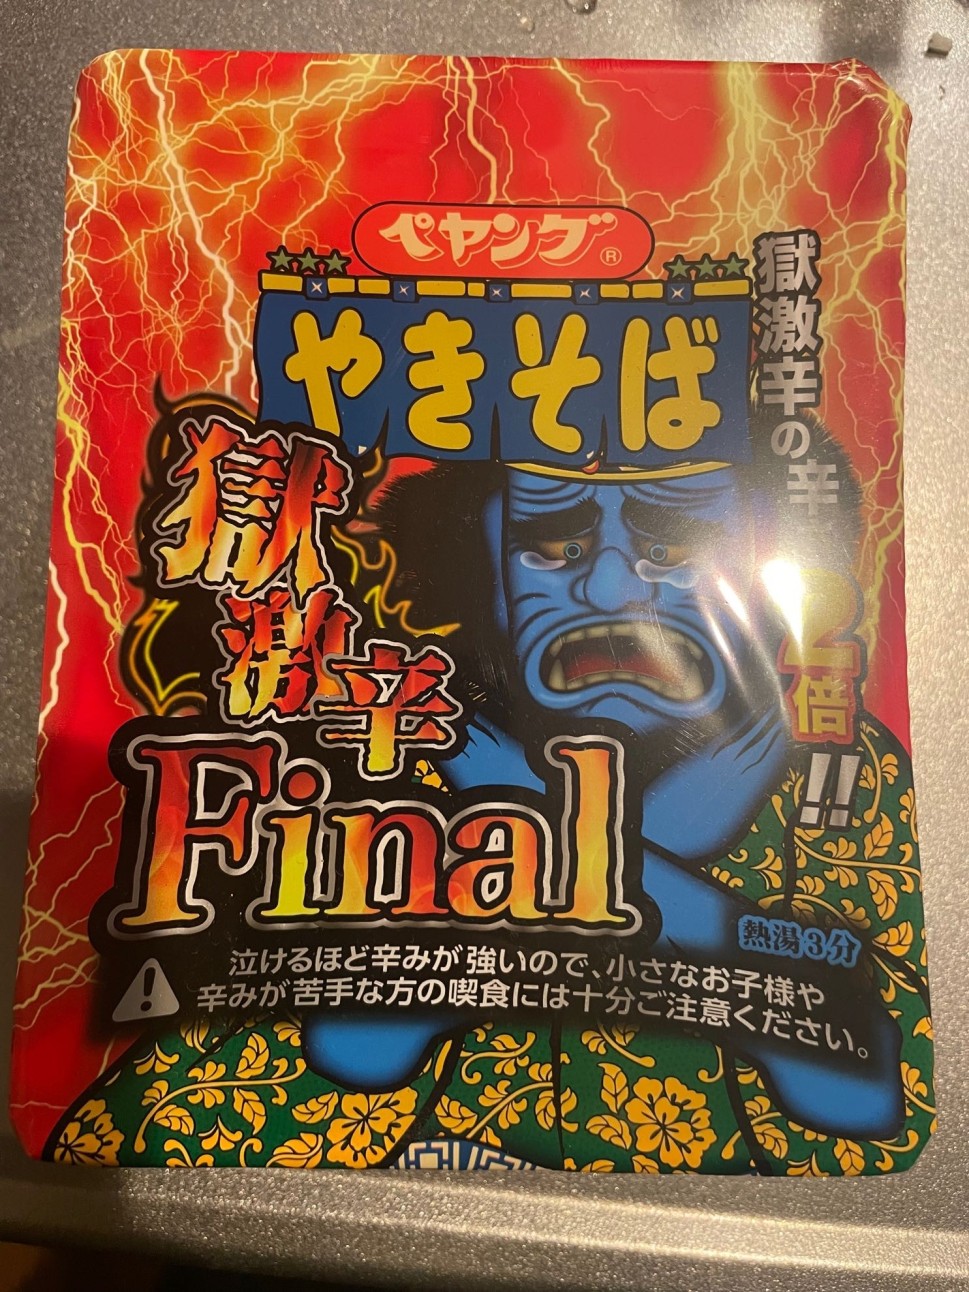 ペヤング®
やきそば
獄激辛の辛
2倍!!
獄激辛
Final
熱湯3分
泣けるほど辛みが強いので、小さなお子様や
辛みが苦手な方の喫食には十分ご注意ください。